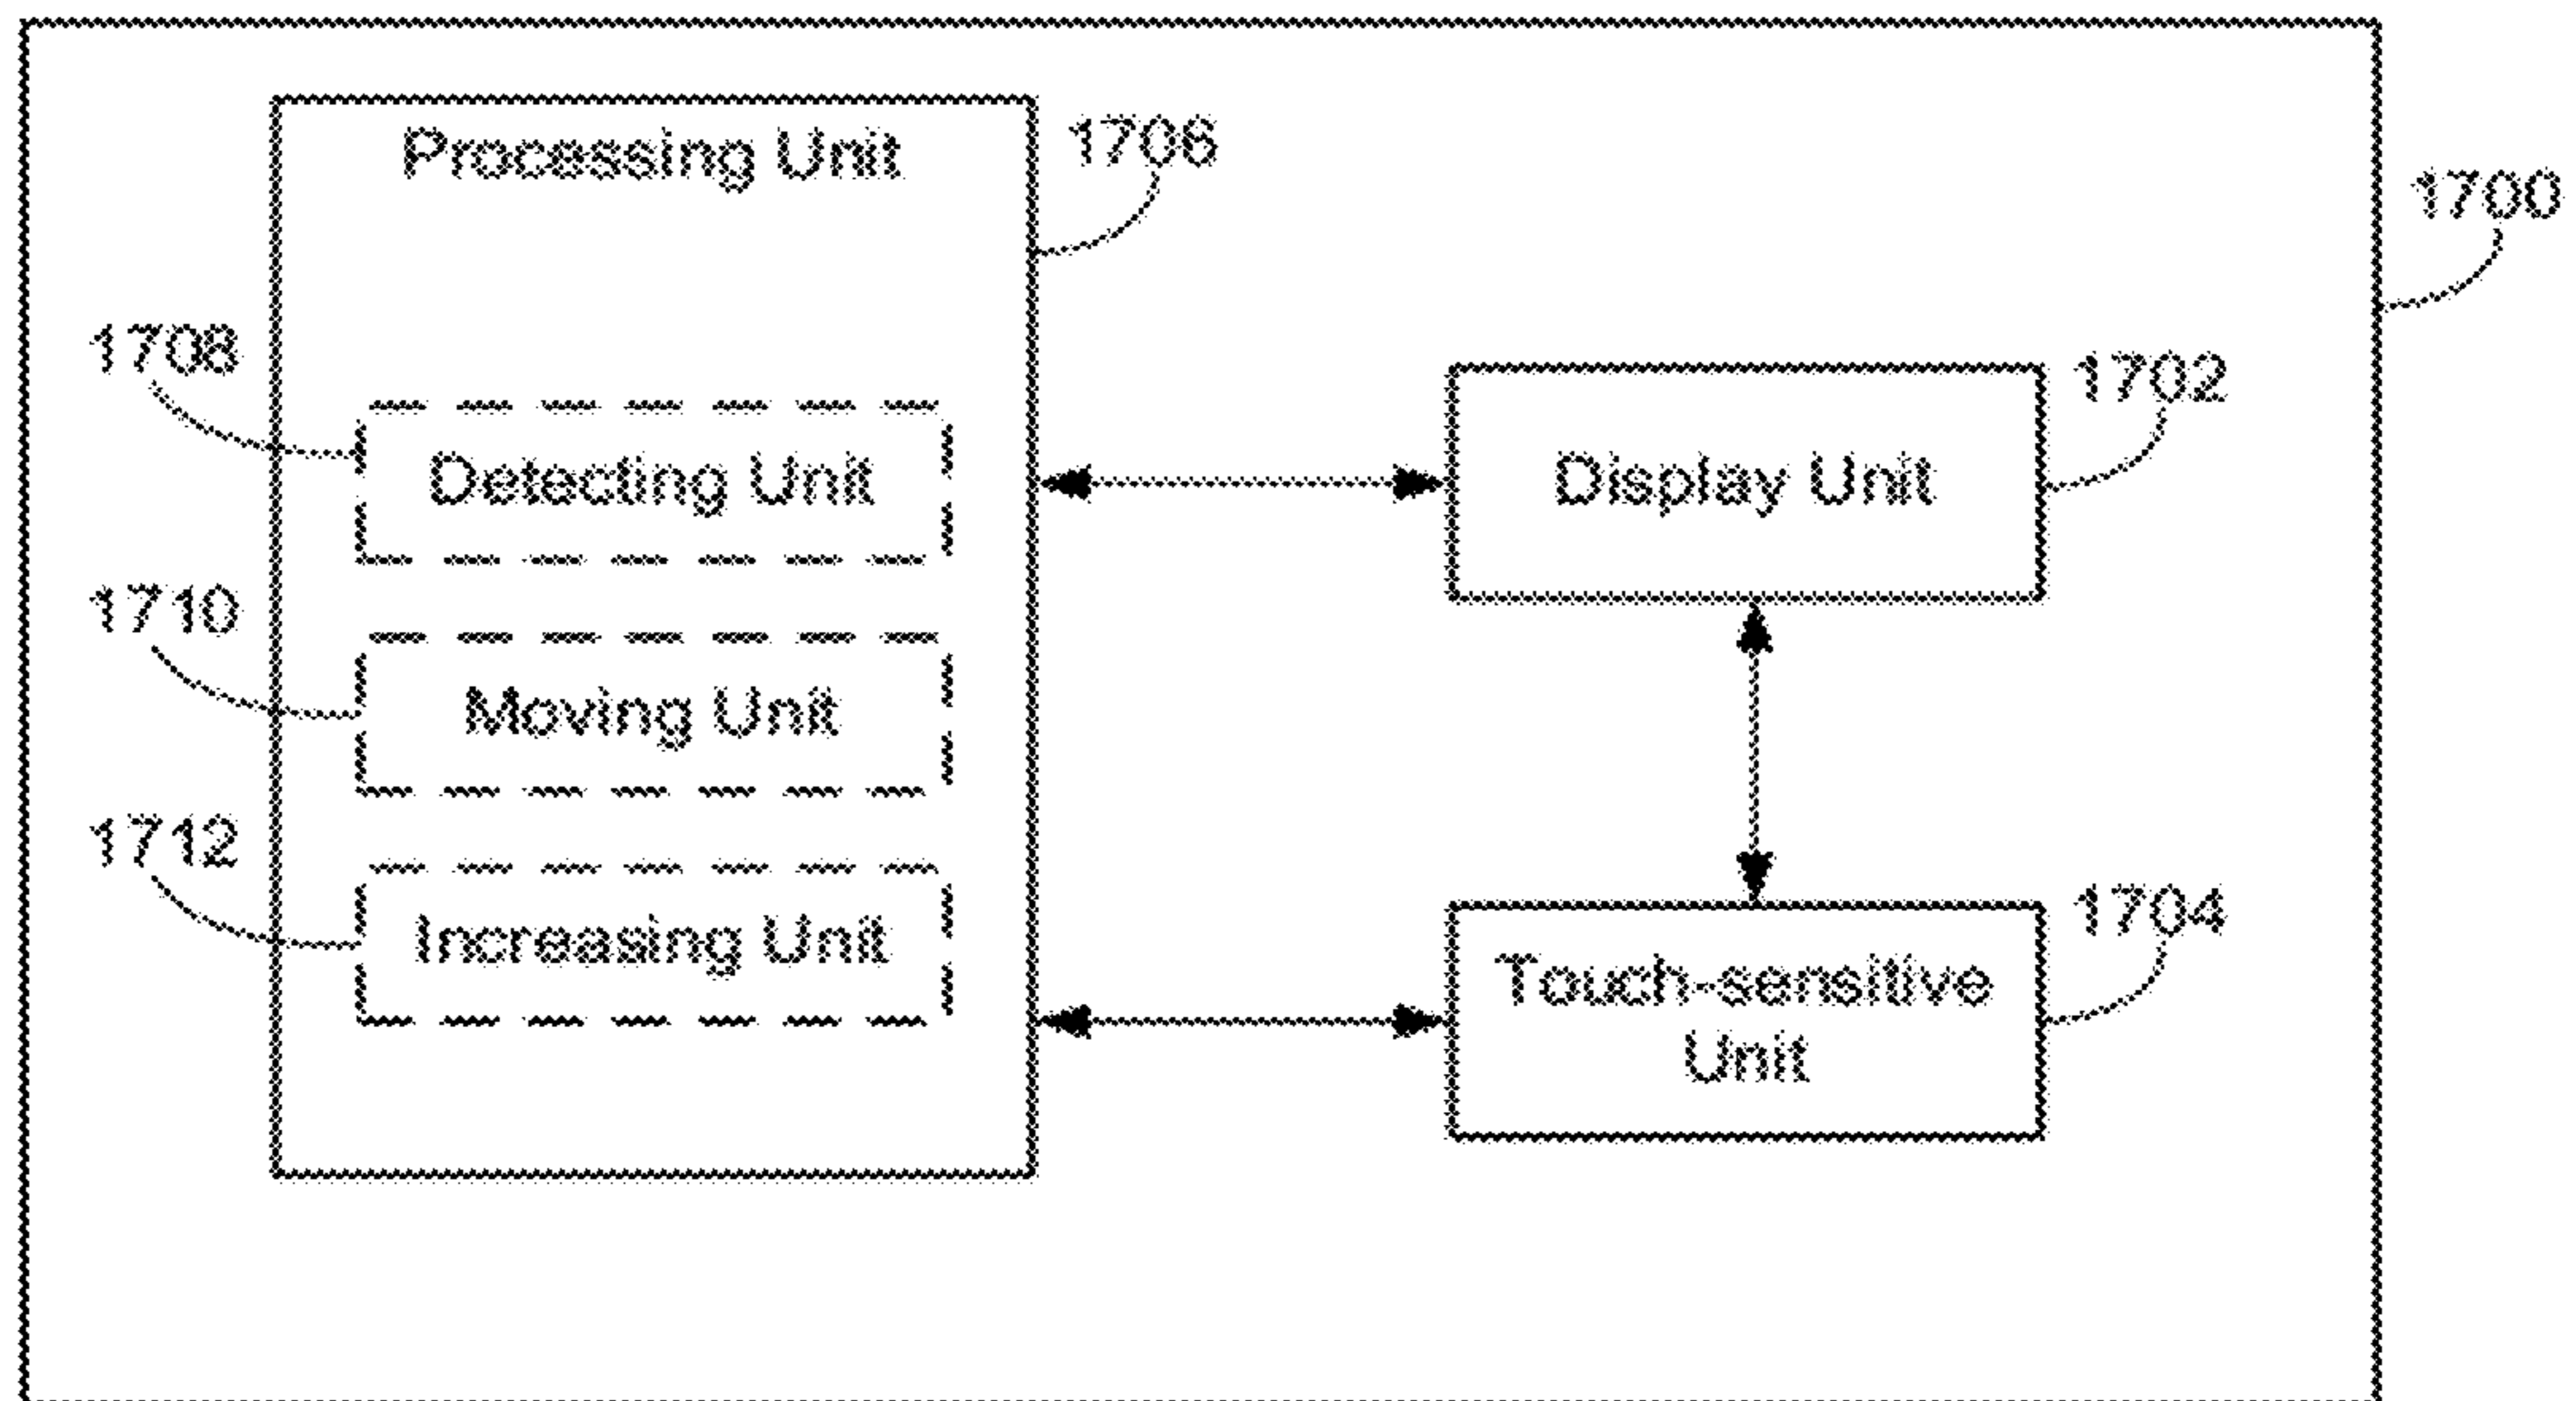 Processing Unit
1706
1700
1708
Detecting Unit
1702
Display Unit
1710
Moving Unit
1712
Increasing Unit
1704
Touch-sensitive
Unit